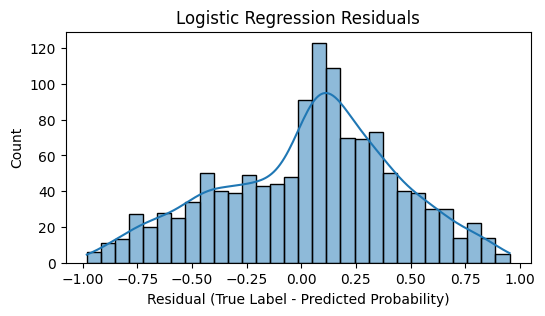 Logistic Regression Residuals
Count
120
100
80
60
40
20
0
−1.00 −0.75 −0.50 −0.25 0.00 0.25 0.50 0.75 1.00
Residual (True Label - Predicted Probability)